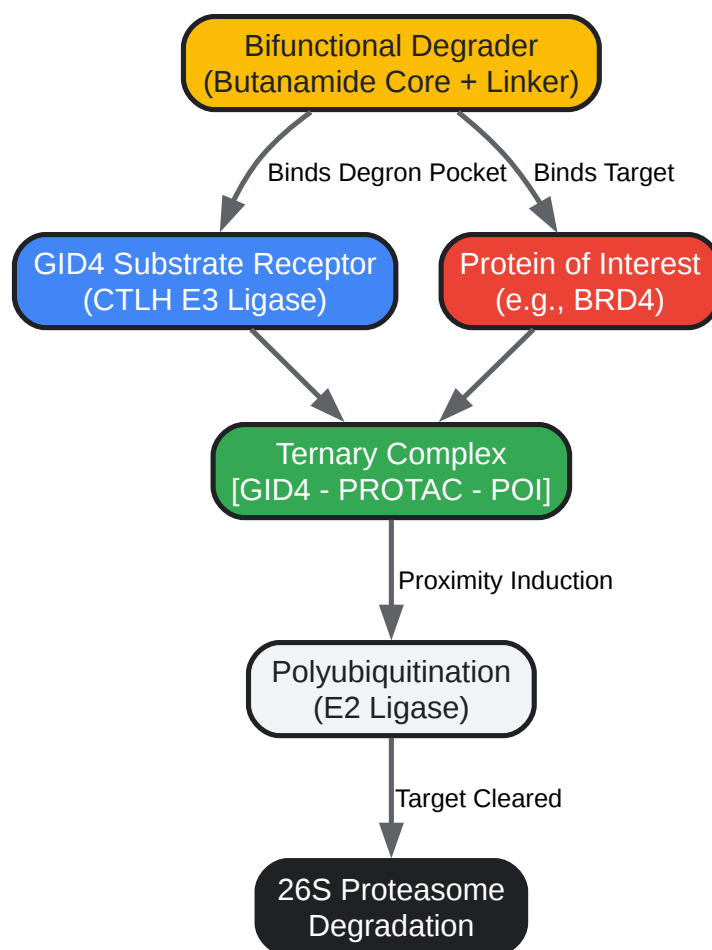 Bifunctional Degrader
(Butanamide Core + Linker)
Binds Degron Pocket
Binds Target
GID4 Substrate Receptor
(CTLH E3 Ligase)
Protein of Interest
(e.g., BRD4)
Ternary Complex
[GID4 - PROTAC - POI]
Proximity Induction
Polyubiquitination
(E2 Ligase)
Target Cleared
26S Proteasome
Degradation